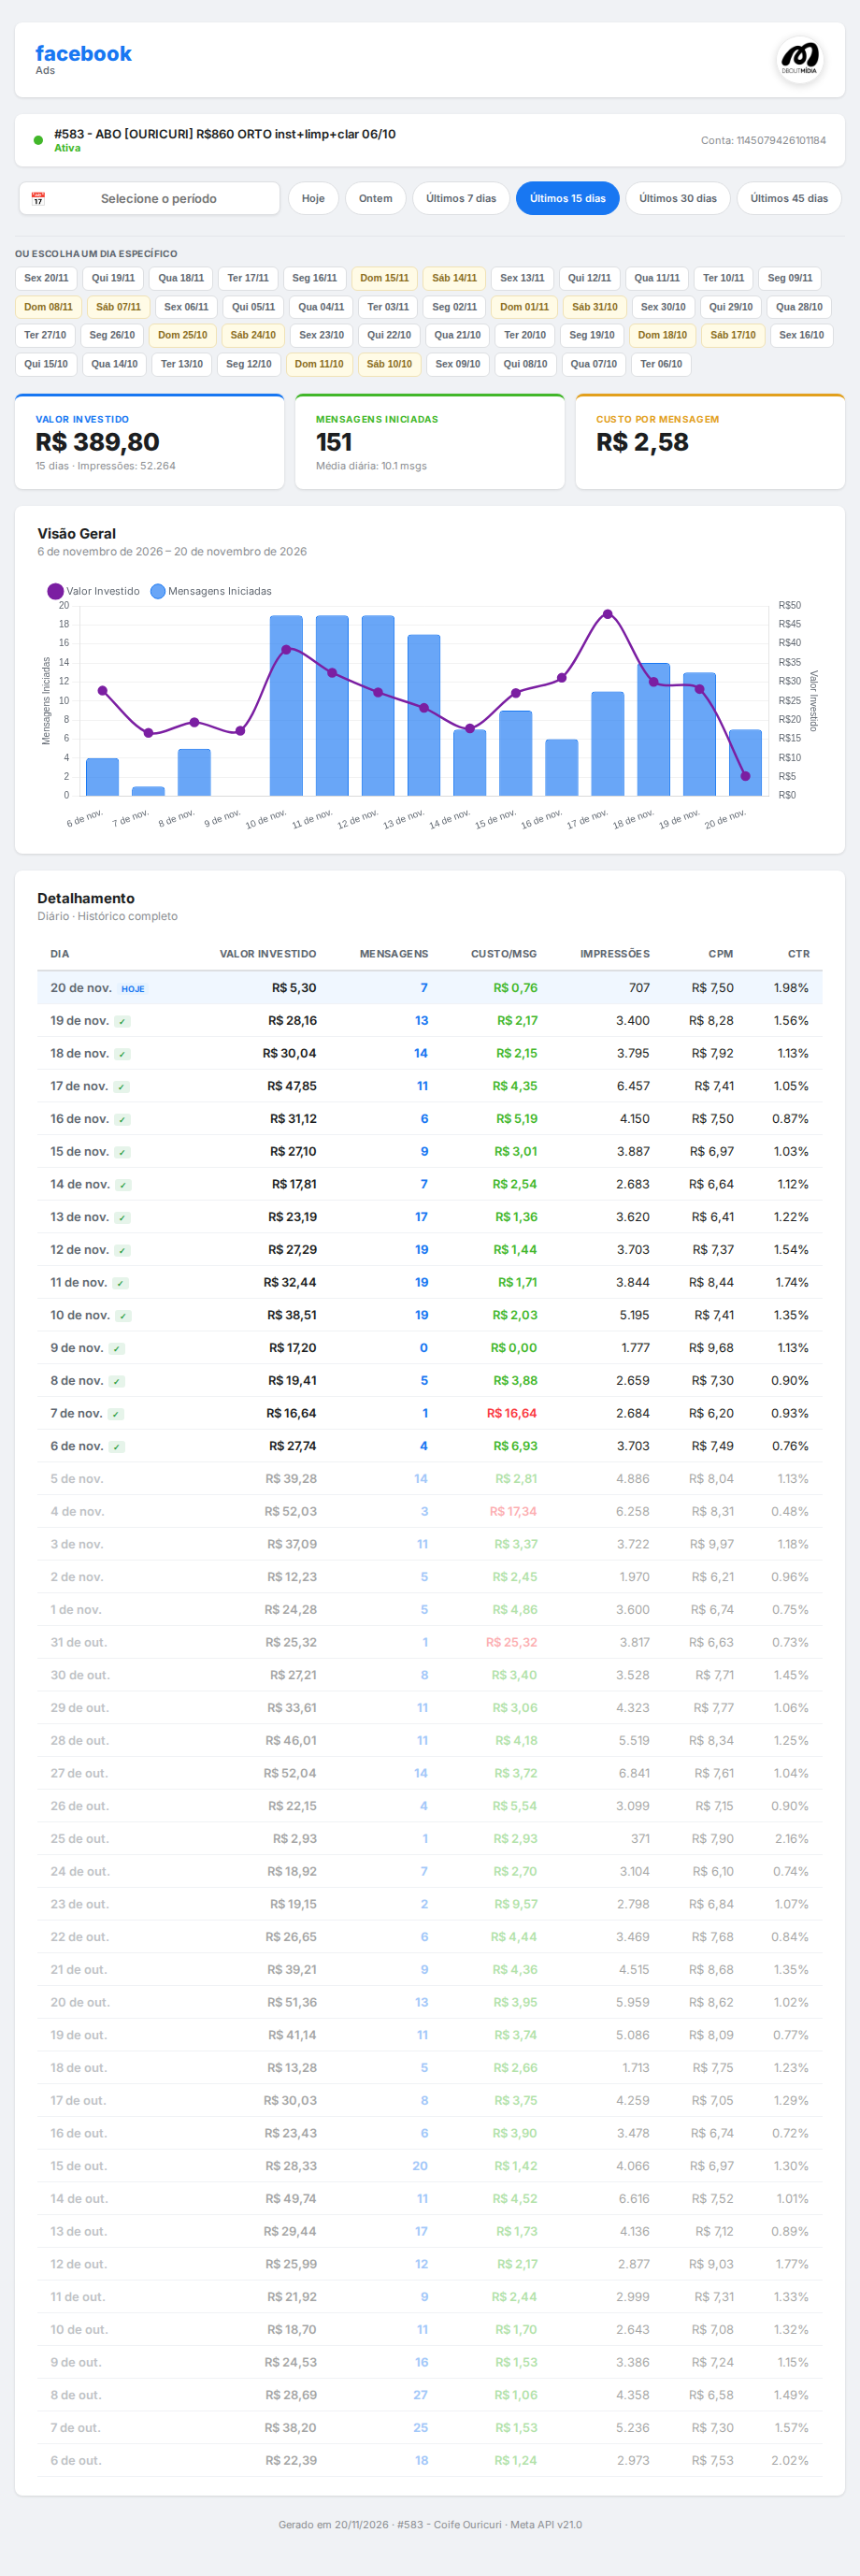 facebook
Ads
DBOUTMÍDIA
#583 - ABO [OURICURI] R$860 ORTO inst+limp+clar 06/10
Ativa
Conta: 1145079426101184
Selecione o período
Hoje
Ontem
Últimos 7 dias
Últimos 15 dias
Últimos 30 dias
Últimos 45 dias
OU ESCOLHA UM DIA ESPECÍFICO
Sex 20/11 Qui 19/11 Qua 18/11 Ter 17/11 Seg 16/11 Dom 15/11 Sáb 14/11 Sex 13/11 Qui 12/11 Qua 11/11 Ter 10/11 Seg 09/11
Dom 08/11 Sáb 07/11 Sex 06/11 Qui 05/11 Qua 04/11 Ter 03/11 Seg 02/11 Dom 01/11 Sáb 31/10 Sex 30/10 Qui 29/10 Qua 28/10
Ter 27/10 Seg 26/10 Dom 25/10 Sáb 24/10 Sex 23/10 Qui 22/10 Qua 21/10 Ter 20/10 Seg 19/10 Dom 18/10 Sáb 17/10 Sex 16/10
Qui 15/10 Qua 14/10 Ter 13/10 Seg 12/10 Dom 11/10 Sáb 10/10 Sex 09/10 Qui 08/10 Qua 07/10 Ter 06/10
VALOR INVESTIDO
R$ 389,80
15 dias · Impressões: 52.264
MENSAGENS INICIADAS
151
Média diária: 10.1 msgs
CUSTO POR MENSAGEM
R$ 2,58
Visão Geral
6 de novembro de 2026 – 20 de novembro de 2026
Valor Investido
Mensagens Iniciadas
Mensagens Iniciadas
20
18
16
14
12
10
8
6
4
2
0
R$50
R$45
R$40
R$35
R$30
R$25
R$20
R$15
R$10
R$5
R$0
Valor Investido
6 de nov. 7 de nov. 8 de nov. 9 de nov. 10 de nov. 11 de nov. 12 de nov. 13 de nov. 14 de nov. 15 de nov. 16 de nov. 17 de nov. 18 de nov. 19 de nov. 20 de nov.
Detalhamento
Diário · Histórico completo
DIA VALOR INVESTIDO MENSAGENS CUSTO/MSG IMPRESSÕES CPM CTR
20 de nov. HOJE R$ 5,30 7 R$ 0,76 707 R$ 7,50 1.98%
19 de nov. ✓ R$ 28,16 13 R$ 2,17 3.400 R$ 8,28 1.56%
18 de nov. ✓ R$ 30,04 14 R$ 2,15 3.795 R$ 7,92 1.13%
17 de nov. ✓ R$ 47,85 11 R$ 4,35 6.457 R$ 7,41 1.05%
16 de nov. ✓ R$ 31,12 6 R$ 5,19 4.150 R$ 7,50 0.87%
15 de nov. ✓ R$ 27,10 9 R$ 3,01 3.887 R$ 6,97 1.03%
14 de nov. ✓ R$ 17,81 7 R$ 2,54 2.683 R$ 6,64 1.12%
13 de nov. ✓ R$ 23,19 17 R$ 1,36 3.620 R$ 6,41 1.22%
12 de nov. ✓ R$ 27,29 19 R$ 1,44 3.703 R$ 7,37 1.54%
11 de nov. ✓ R$ 32,44 19 R$ 1,71 3.844 R$ 8,44 1.74%
10 de nov. ✓ R$ 38,51 19 R$ 2,03 5.195 R$ 7,41 1.35%
9 de nov. ✓ R$ 17,20 0 R$ 0,00 1.777 R$ 9,68 1.13%
8 de nov. ✓ R$ 19,41 5 R$ 3,88 2.659 R$ 7,30 0.90%
7 de nov. ✓ R$ 16,64 1 R$ 16,64 2.684 R$ 6,20 0.93%
6 de nov. ✓ R$ 27,74 4 R$ 6,93 3.703 R$ 7,49 0.76%
5 de nov. R$ 39,28 14 R$ 2,81 4.886 R$ 8,04 1.13%
4 de nov. R$ 52,03 3 R$ 17,34 6.258 R$ 8,31 0.48%
3 de nov. R$ 37,09 11 R$ 3,37 3.722 R$ 9,97 1.18%
2 de nov. R$ 12,23 5 R$ 2,45 1.970 R$ 6,21 0.96%
1 de nov. R$ 24,28 5 R$ 4,86 3.600 R$ 6,74 0.75%
31 de out. R$ 25,32 1 R$ 25,32 3.817 R$ 6,63 0.73%
30 de out. R$ 27,21 8 R$ 3,40 3.528 R$ 7,71 1.45%
29 de out. R$ 33,61 11 R$ 3,06 4.323 R$ 7,77 1.06%
28 de out. R$ 46,01 11 R$ 4,18 5.519 R$ 8,34 1.25%
27 de out. R$ 52,04 14 R$ 3,72 6.841 R$ 7,61 1.04%
26 de out. R$ 22,15 4 R$ 5,54 3.099 R$ 7,15 0.90%
25 de out. R$ 2,93 1 R$ 2,93 371 R$ 7,90 2.16%
24 de out. R$ 18,92 7 R$ 2,70 3.104 R$ 6,10 0.74%
23 de out. R$ 19,15 2 R$ 9,57 2.798 R$ 6,84 1.07%
22 de out. R$ 26,65 6 R$ 4,44 3.469 R$ 7,68 0.84%
21 de out. R$ 39,21 9 R$ 4,36 4.515 R$ 8,68 1.35%
20 de out. R$ 51,36 13 R$ 3,95 5.959 R$ 8,62 1.02%
19 de out. R$ 41,14 11 R$ 3,74 5.086 R$ 8,09 0.77%
18 de out. R$ 13,28 5 R$ 2,66 1.713 R$ 7,75 1.23%
17 de out. R$ 30,03 8 R$ 3,75 4.259 R$ 7,05 1.29%
16 de out. R$ 23,43 6 R$ 3,90 3.478 R$ 6,74 0.72%
15 de out. R$ 28,33 20 R$ 1,42 4.066 R$ 6,97 1.30%
14 de out. R$ 49,74 11 R$ 4,52 6.616 R$ 7,52 1.01%
13 de out. R$ 29,44 17 R$ 1,73 4.136 R$ 7,12 0.89%
12 de out. R$ 25,99 12 R$ 2,17 2.877 R$ 9,03 1.77%
11 de out. R$ 21,92 9 R$ 2,44 2.999 R$ 7,31 1.33%
10 de out. R$ 18,70 11 R$ 1,70 2.643 R$ 7,08 1.32%
9 de out. R$ 24,53 16 R$ 1,53 3.386 R$ 7,24 1.15%
8 de out. R$ 28,69 27 R$ 1,06 4.358 R$ 6,58 1.49%
7 de out. R$ 38,20 25 R$ 1,53 5.236 R$ 7,30 1.57%
6 de out. R$ 22,39 18 R$ 1,24 2.973 R$ 7,53 2.02%
Gerado em 20/11/2026 · #583 - Coife Ouricuri · Meta API v21.0